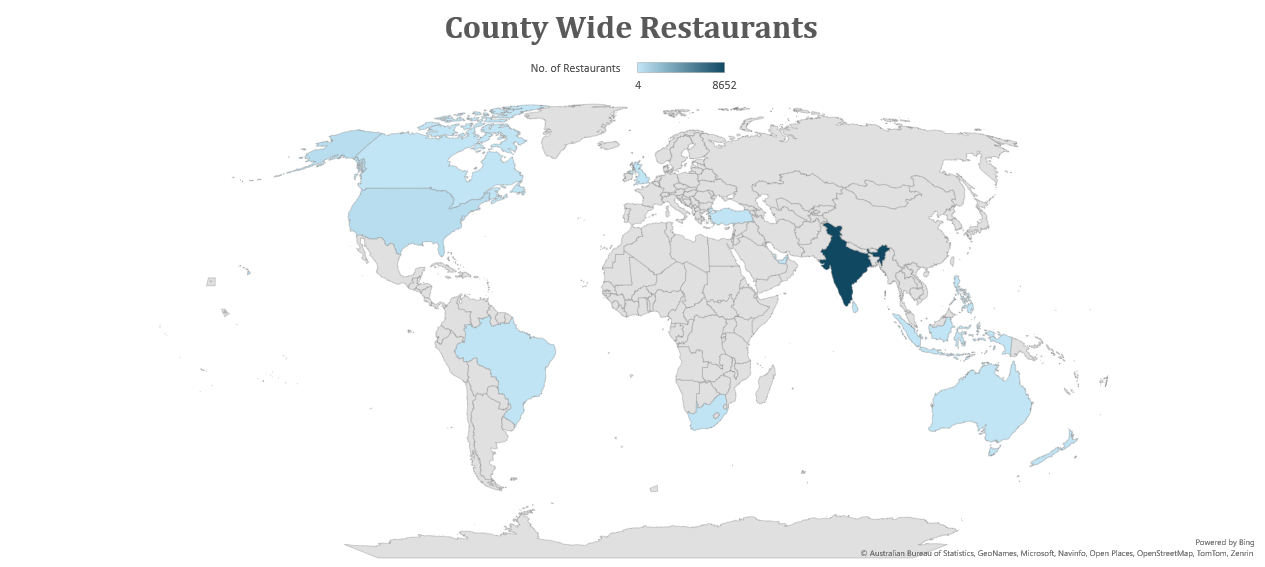 County Wide Restaurants
No. of Restaurants
4 8652
Powered by Bing
© Australian Bureau of Statistics, GeoNames, Microsoft, Navinfo, Open Places, OpenStreetMap, TomTom, Zenrin